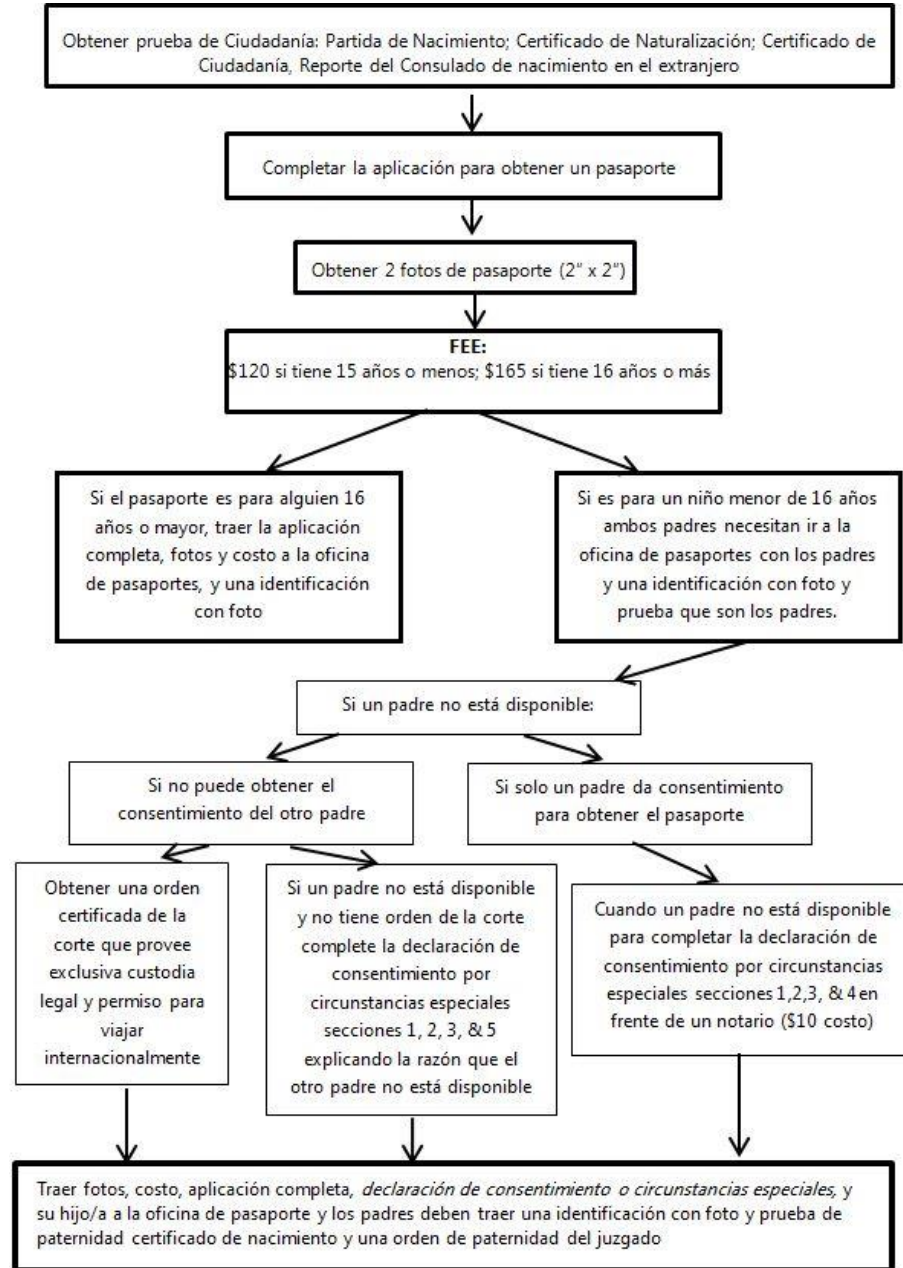 Obtener prueba de Ciudadanía: Partida de Nacimiento; Certificado de Naturalización; Certificado de
Ciudadanía, Reporte del Consulado de nacimiento en el extranjero
Completar la aplicación para obtener un pasaporte
Obtener 2 fotos de pasaporte (2" x 2")
FEE:
$120 si tiene 15 años o menos; $165 si tiene 16 años o más
Si el pasaporte es para alguien 16
años o mayor, traer la aplicación
completa, fotos y costo a la oficina
de pasaportes, y una identificación
con foto
Si es para un niño menor de 16 años
ambos padres necesitan ir a la
oficina de pasaportes con los padres
y una identificación con foto y
prueba que son los padres.
Si un padre no está disponible:
Si no puede obtener el
consentimiento del otro padre
Si solo un padre da consentimiento
para obtener el pasaporte
Obtener una orden
certificada de la
corte que provee
exclusiva custodia
legal y permiso para
viajar
internacionalmente
Si un padre no está disponible
y no tiene orden de la corte
complete la declaración de
consentimiento por
circunstancias especiales
secciones 1, 2, 3, & 5
explicando la razón que el
otro padre no está disponible
Cuando un padre no está disponible
para completar la declaración de
consentimiento por circunstancias
especiales secciones 1,2,3, & 4 en
frente de un notario ($10 costo)
Traer fotos, costo, aplicación completa, declaración de consentimiento o circunstancias especiales, y
su hijo/a a la oficina de pasaporte y los padres deben traer una identificación con foto y prueba de
paternidad certificado de nacimiento y una orden de paternidad del juzgado